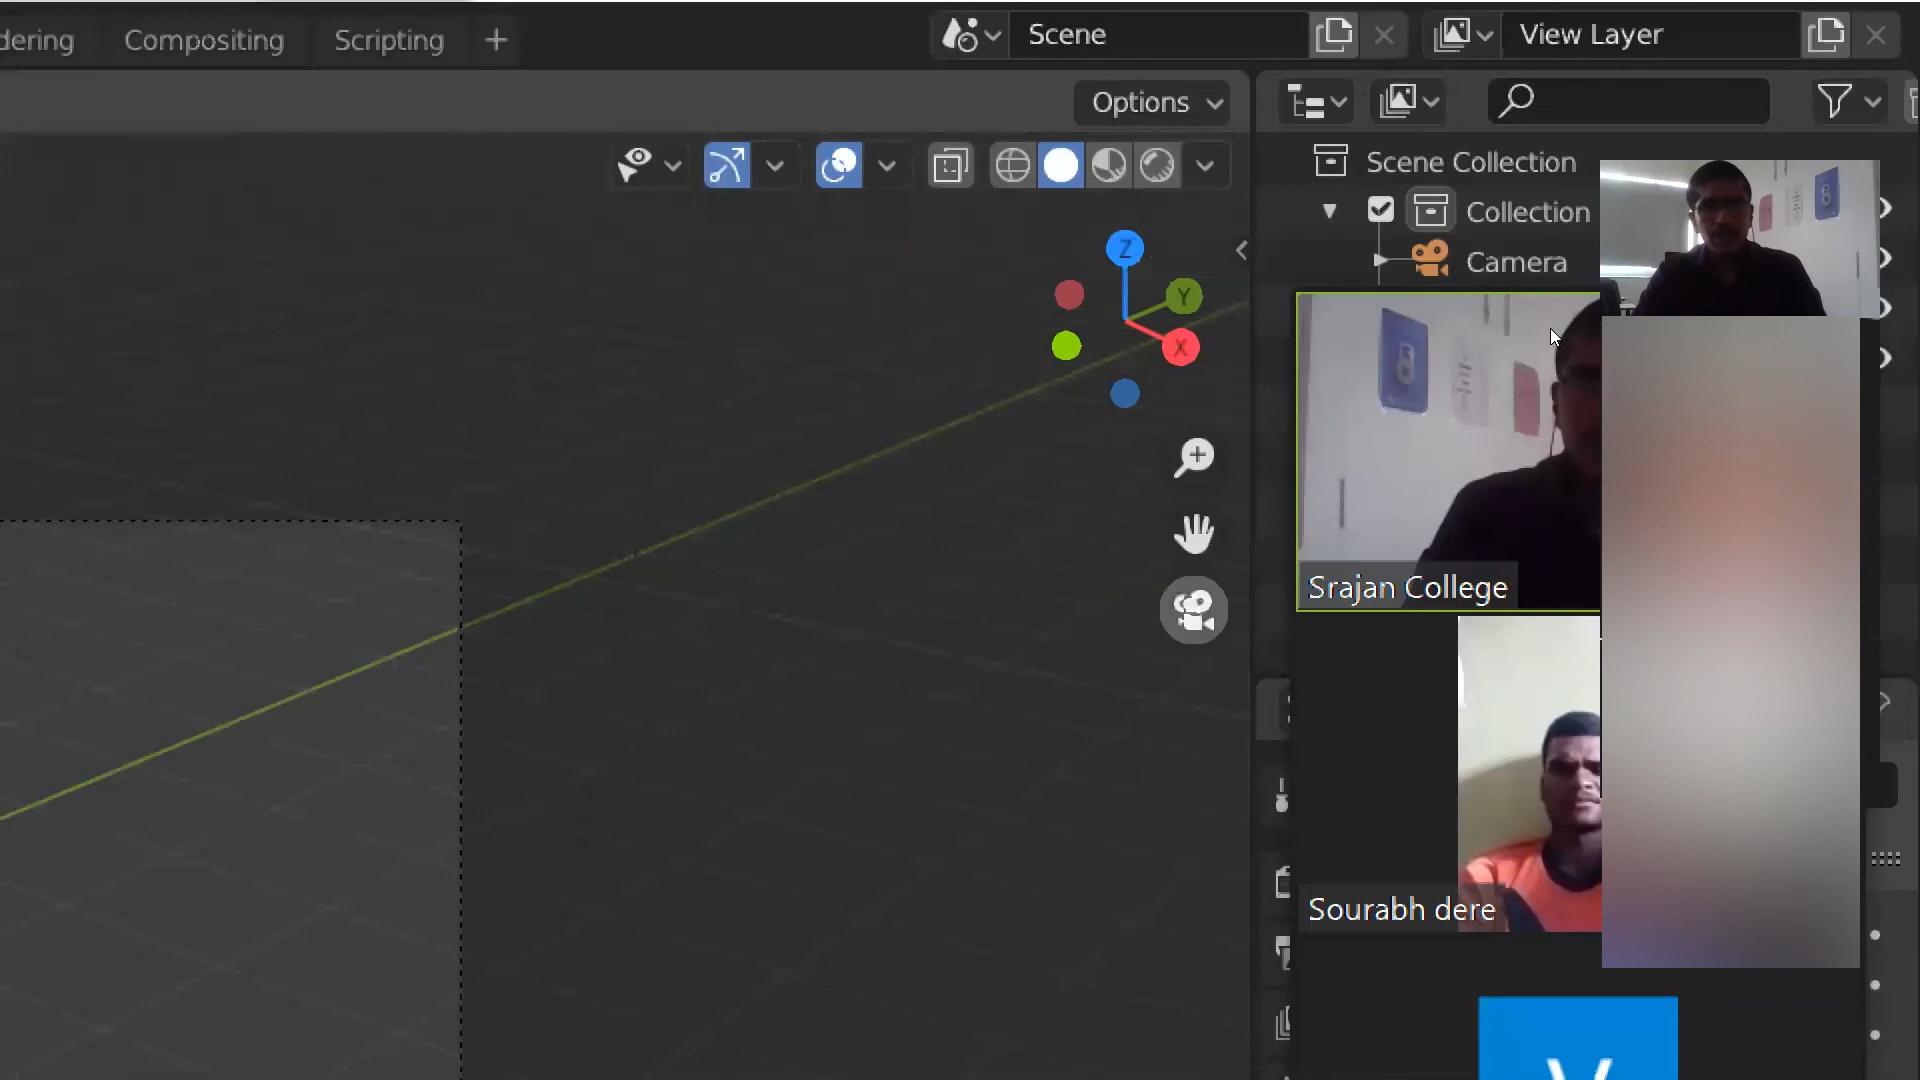 dering Compositing Scripting + Scene View Layer
Options
Scene Collection
Collection
Camera
Z
Y
X
Srajan College
Sourabh dere
V